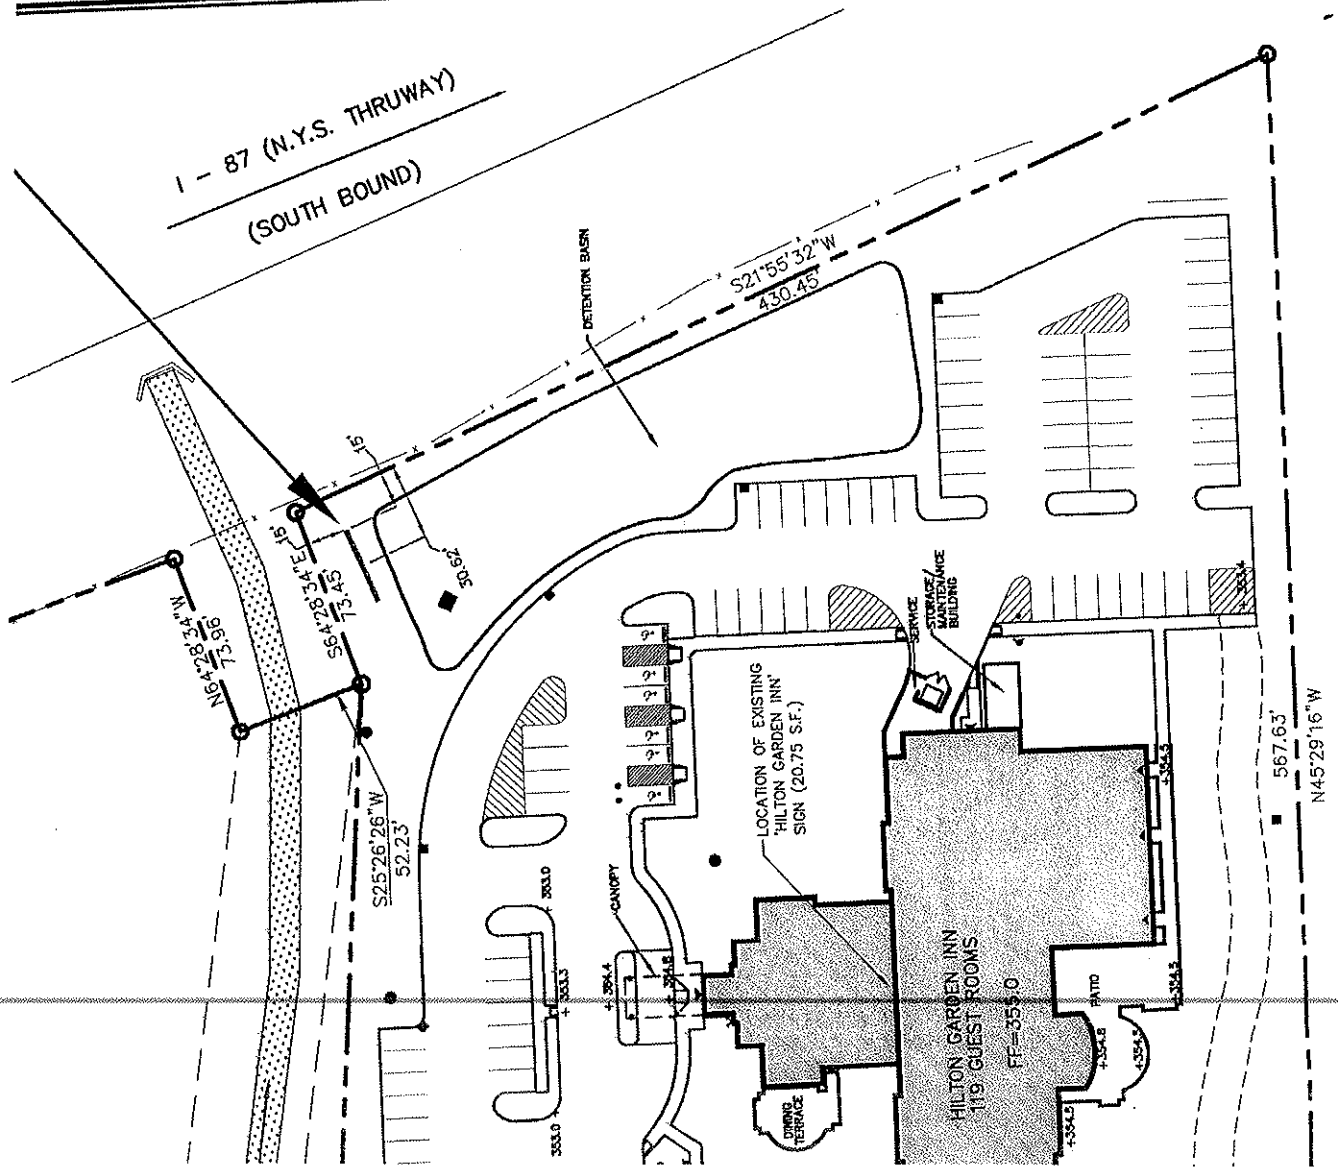 I - 87 (N.Y.S. THRUWAY)
(SOUTH BOUND)
DETENTION BASIN
S21°55'32"W
430.45'
15'
15'
30.62'
S64°28'34"E
73.45'
N64°28'34"W
73.96'
S25°26'26"W
52.23'
SERVICE
STORAGE/
MAINTENANCE
BUILDING
LOCATION OF EXISTING
'HILTON GARDEN INN'
SIGN (20.75 S.F.)
CANOPY
+ 353.0
+ 353.3
353.0 +
+ 354.4
+ 354.8
+ 353.4
+354.5
+354.5
+354.8
+354.5
+354.5
HILTON GARDEN INN
119 GUEST ROOMS
FF=355.0
PATIO
DINING
TERRACE
567.63'
N45°29'16"W